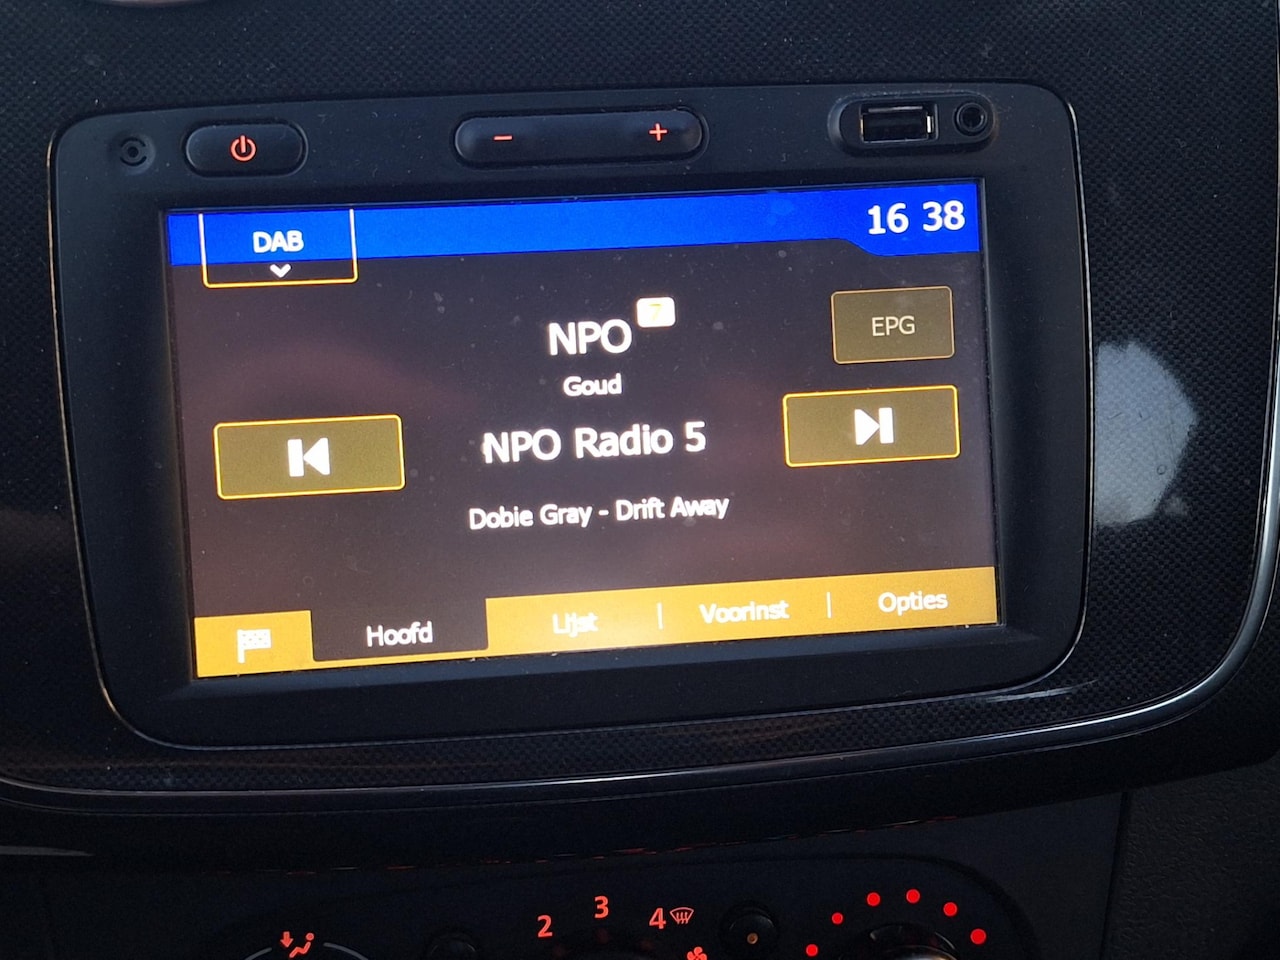 DAB
16 38
NPO
7
EPG
Goud
NPO Radio 5
Dobie Gray - Drift Away
Hoofd
Lijst
Voorinst
Opties
2
3
4